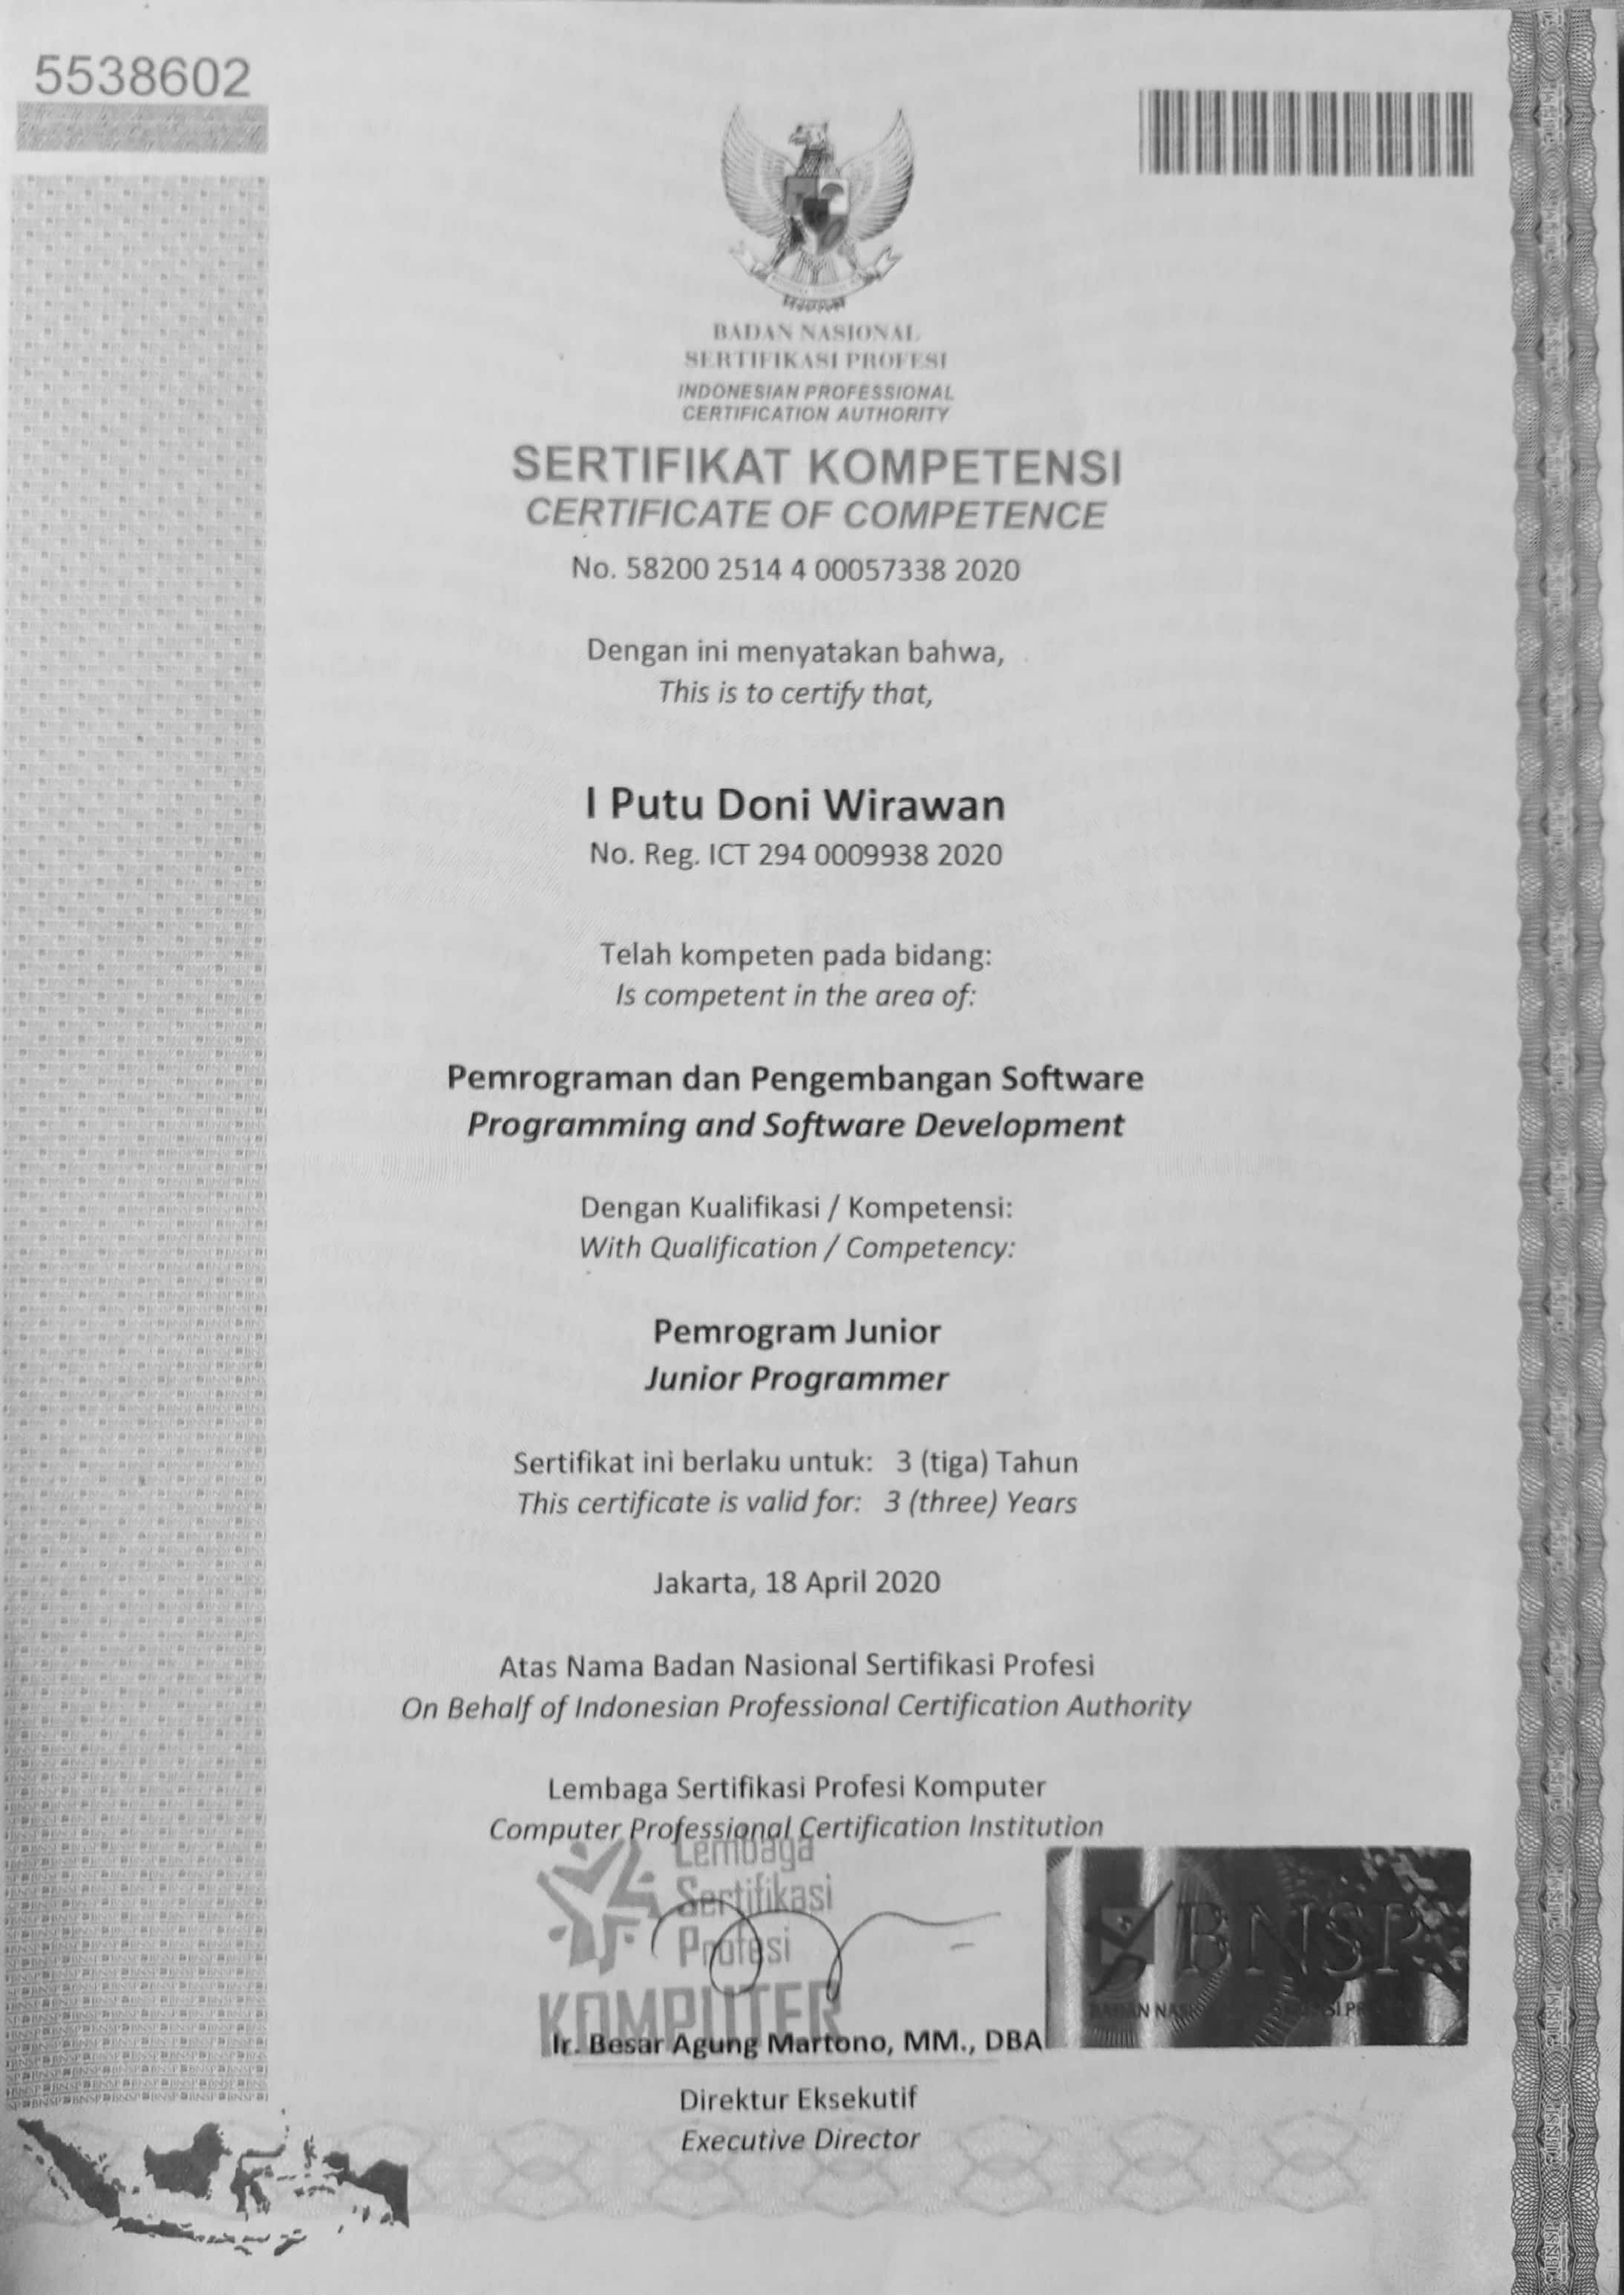 5538602
BADAN NASIONAL
SERTIFIKASI PROFESI
INDONESIAN PROFESSIONAL
CERTIFICATION AUTHORITY
SERTIFIKAT KOMPETENSI
CERTIFICATE OF COMPETENCE
No. 58200 2514 4 00057338 2020
Dengan ini menyatakan bahwa,
This is to certify that,
I Putu Doni Wirawan
No. Reg. ICT 294 0009938 2020
Telah kompeten pada bidang:
Is competent in the area of:
Pemrograman dan Pengembangan Software
Programming and Software Development
Dengan Kualifikasi / Kompetensi:
With Qualification / Competency:
Pemrogram Junior
Junior Programmer
Sertifikat ini berlaku untuk: 3 (tiga) Tahun
This certificate is valid for: 3 (three) Years
Jakarta, 18 April 2020
Atas Nama Badan Nasional Sertifikasi Profesi
On Behalf of Indonesian Professional Certification Authority
Lembaga Sertifikasi Profesi Komputer
Computer Professional Certification Institution
Lembaga
Sertifikasi
Profesi
KOMPUTER
BNSP
Ir. Besar Agung Martono, MM., DBA
Direktur Eksekutif
Executive Director